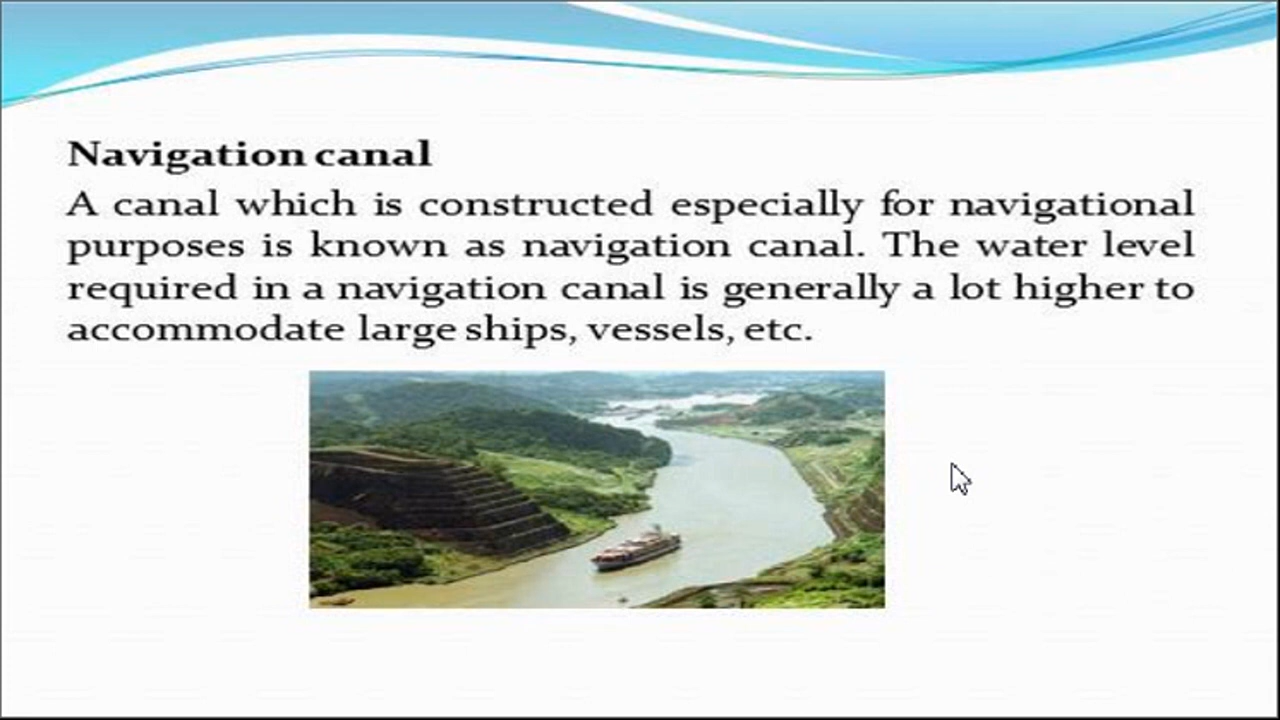 Navigation canal
A canal which is constructed especially for navigational
purposes is known as navigation canal. The water level
required in a navigation canal is generally a lot higher to
accommodate large ships, vessels, etc.